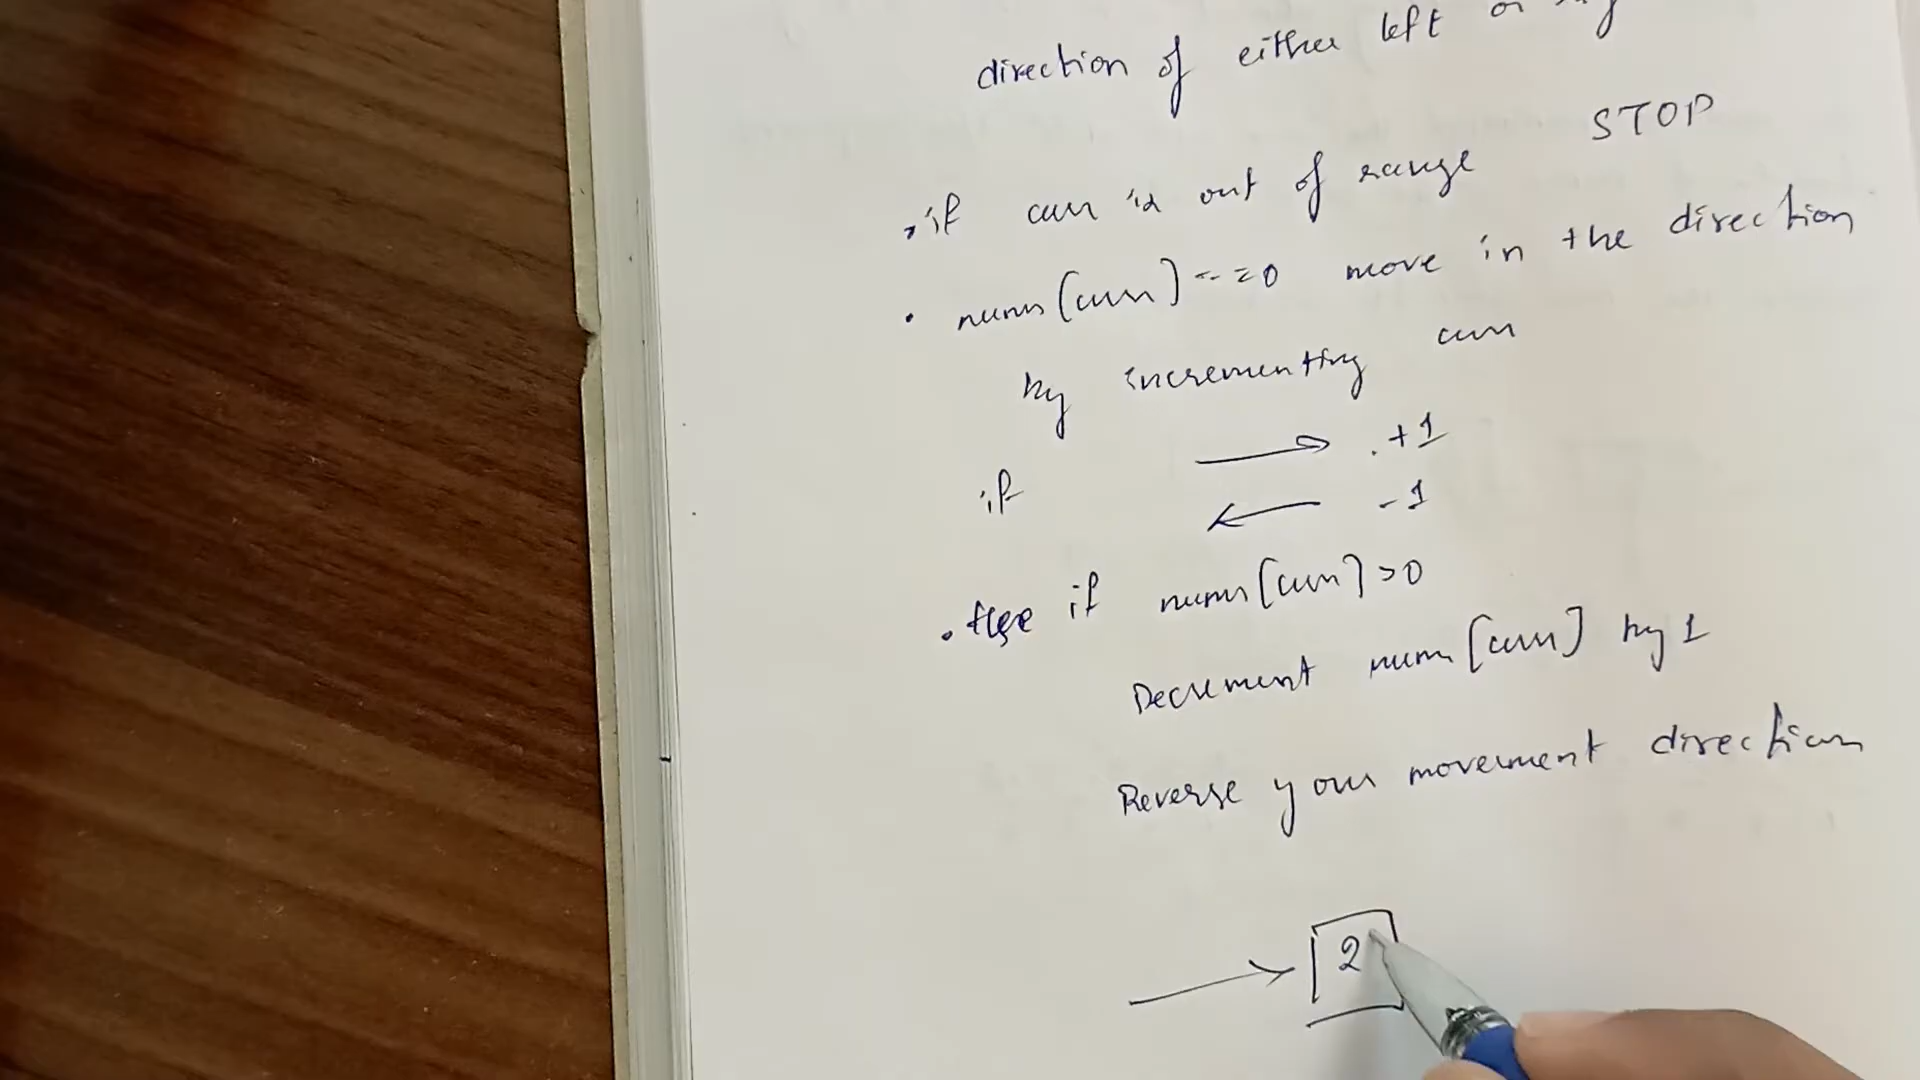 direction of either left or
STOP
if curr is out of range
nums[curr] == 0 move in the direction
by incrementing curr
if → +1
← -1
Else if nums[curr] > 0
Decrement nums[curr] by 1
Reverse your movement direction
→ 2